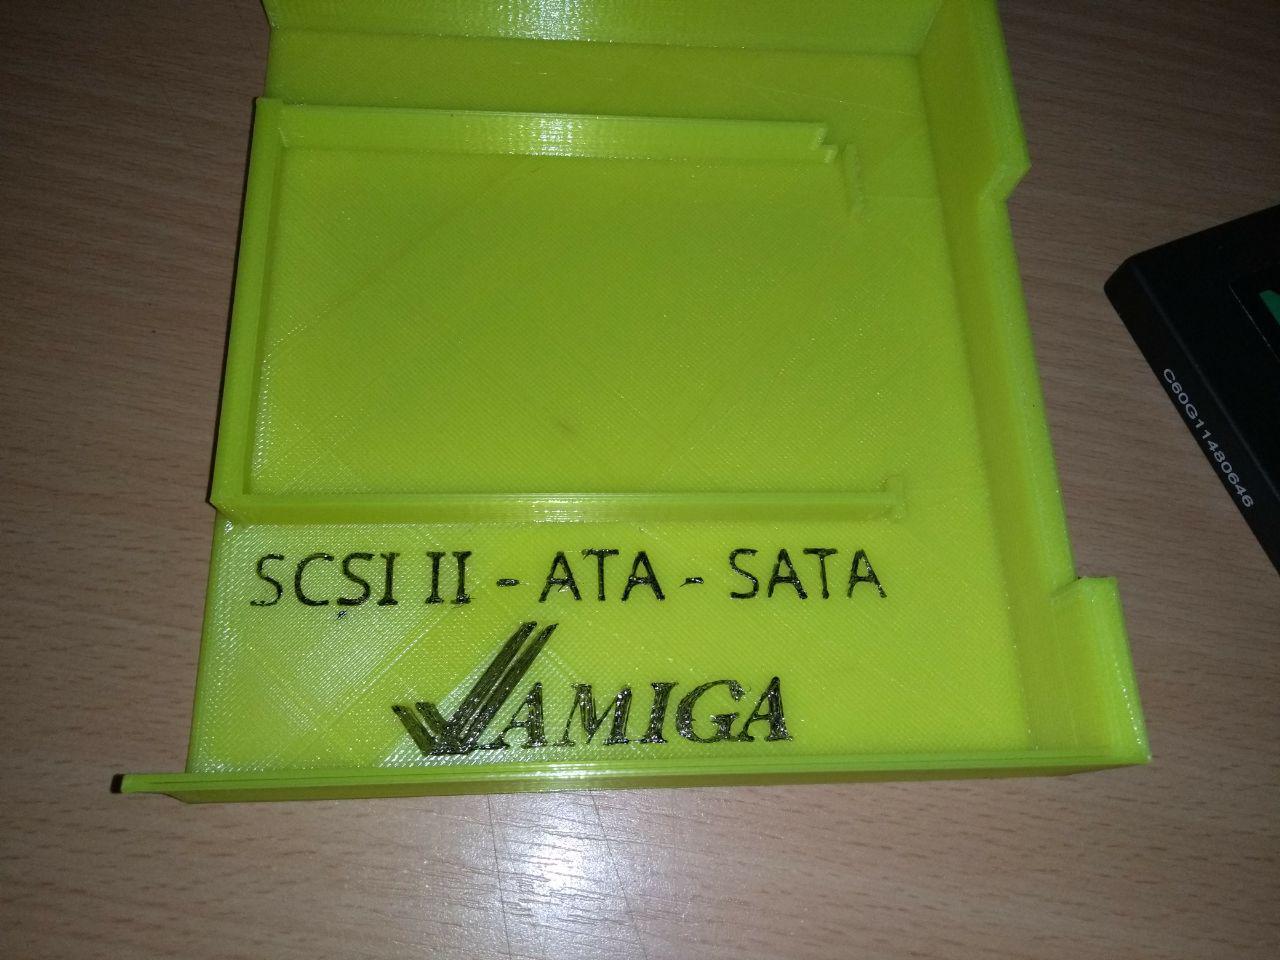 SCSI II - ATA - SATA
AMIGA
C60G11480646